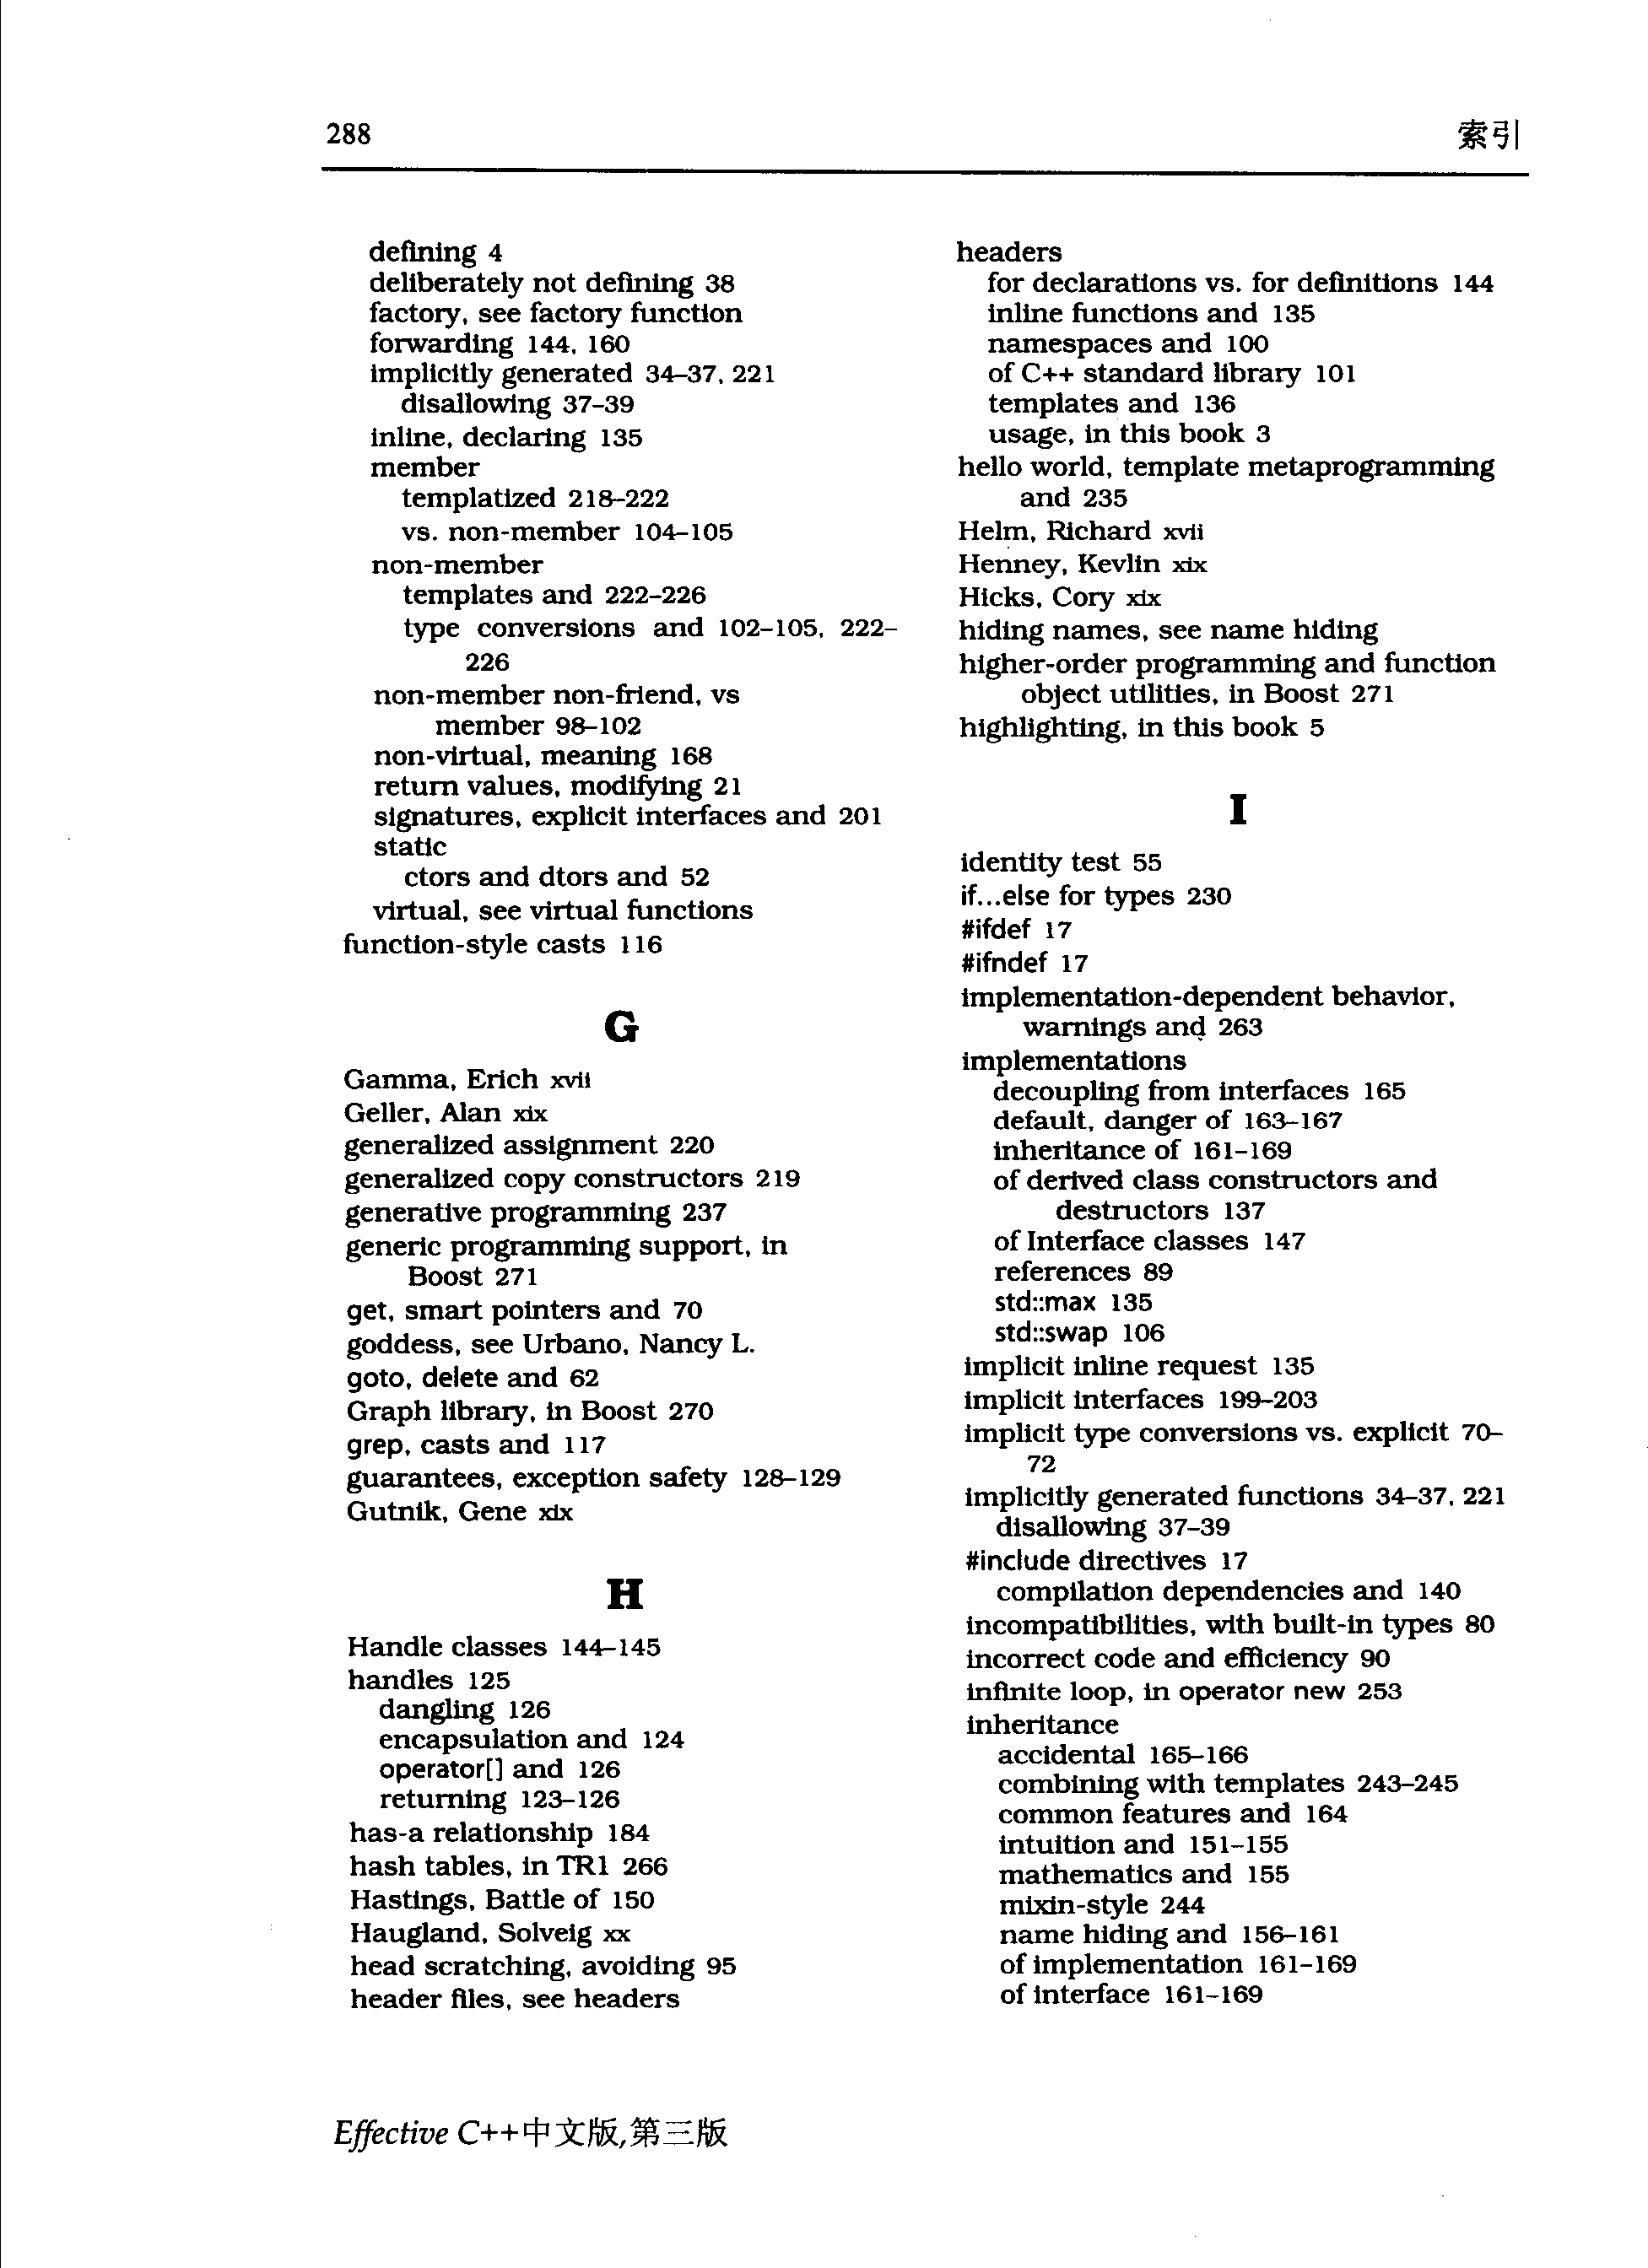 288
索引
defining 4
deliberately not defining 38
factory, see factory function
forwarding 144, 160
implicitly generated 34–37, 221
disallowing 37–39
inline, declaring 135
member
templatized 218–222
vs. non-member 104–105
non-member
templates and 222–226
type conversions and 102–105, 222–
226
non-member non-friend, vs
member 98–102
non-virtual, meaning 168
return values, modifying 21
signatures, explicit interfaces and 201
static
ctors and dtors and 52
virtual, see virtual functions
function-style casts 116
G
Gamma, Erich xvii
Geller, Alan xix
generalized assignment 220
generalized copy constructors 219
generative programming 237
generic programming support, in
Boost 271
get, smart pointers and 70
goddess, see Urbano, Nancy L.
goto, delete and 62
Graph library, in Boost 270
grep, casts and 117
guarantees, exception safety 128–129
Gutnik, Gene xix
H
Handle classes 144–145
handles 125
dangling 126
encapsulation and 124
operator[] and 126
returning 123–126
has-a relationship 184
hash tables, in TR1 266
Hastings, Battle of 150
Haugland, Solveig xx
head scratching, avoiding 95
header files, see headers
headers
for declarations vs. for definitions 144
inline functions and 135
namespaces and 100
of C++ standard library 101
templates and 136
usage, in this book 3
hello world, template metaprogramming
and 235
Helm, Richard xvii
Henney, Kevlin xix
Hicks, Cory xix
hiding names, see name hiding
higher-order programming and function
object utilities, in Boost 271
highlighting, in this book 5
I
identity test 55
if...else for types 230
#ifdef 17
#ifndef 17
implementation-dependent behavior,
warnings and 263
implementations
decoupling from interfaces 165
default, danger of 163–167
inheritance of 161–169
of derived class constructors and
destructors 137
of Interface classes 147
references 89
std::max 135
std::swap 106
implicit inline request 135
implicit interfaces 199–203
implicit type conversions vs. explicit 70–
72
implicitly generated functions 34–37, 221
disallowing 37–39
#include directives 17
compilation dependencies and 140
incompatibilities, with built-in types 80
incorrect code and efficiency 90
infinite loop, in operator new 253
inheritance
accidental 165–166
combining with templates 243–245
common features and 164
intuition and 151–155
mathematics and 155
mixin-style 244
name hiding and 156–161
of implementation 161–169
of interface 161–169
Effective C++中文版,第三版